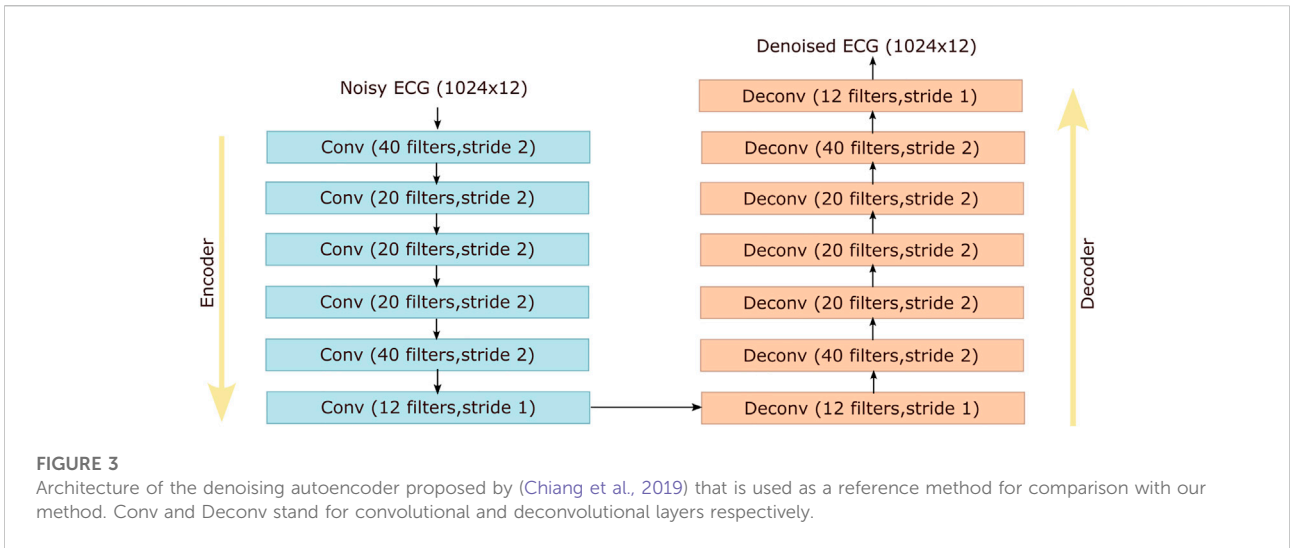 Noisy ECG (1024x12)
Conv (40 filters,stride 2)
Conv (20 filters,stride 2)
Conv (20 filters,stride 2)
Conv (20 filters,stride 2)
Conv (40 filters,stride 2)
Conv (12 filters,stride 1)
Encoder
Denoised ECG (1024x12)
Deconv (12 filters,stride 1)
Deconv (40 filters,stride 2)
Deconv (20 filters,stride 2)
Deconv (20 filters,stride 2)
Deconv (20 filters,stride 2)
Deconv (40 filters,stride 2)
Deconv (12 filters,stride 1)
Decoder
FIGURE 3
Architecture of the denoising autoencoder proposed by (Chiang et al., 2019) that is used as a reference method for comparison with our
method. Conv and Deconv stand for convolutional and deconvolutional layers respectively.